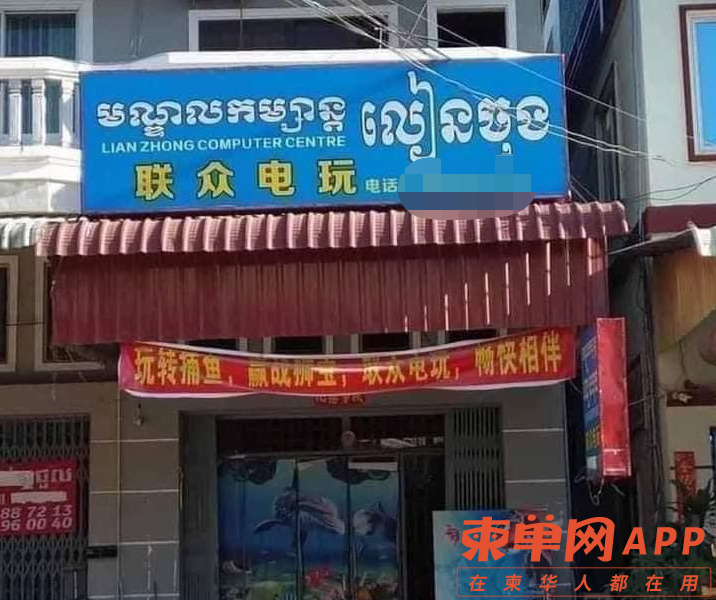 មណ្ឌលកម្សាន្ត លៀនចុង
LIAN ZHONG COMPUTER CENTRE
联众电玩 电话
玩转捕鱼，赢战狮王，联众电玩，畅快相伴
ជួល
88 72 13
96 00 40
柬单网APP
在柬华人都在用